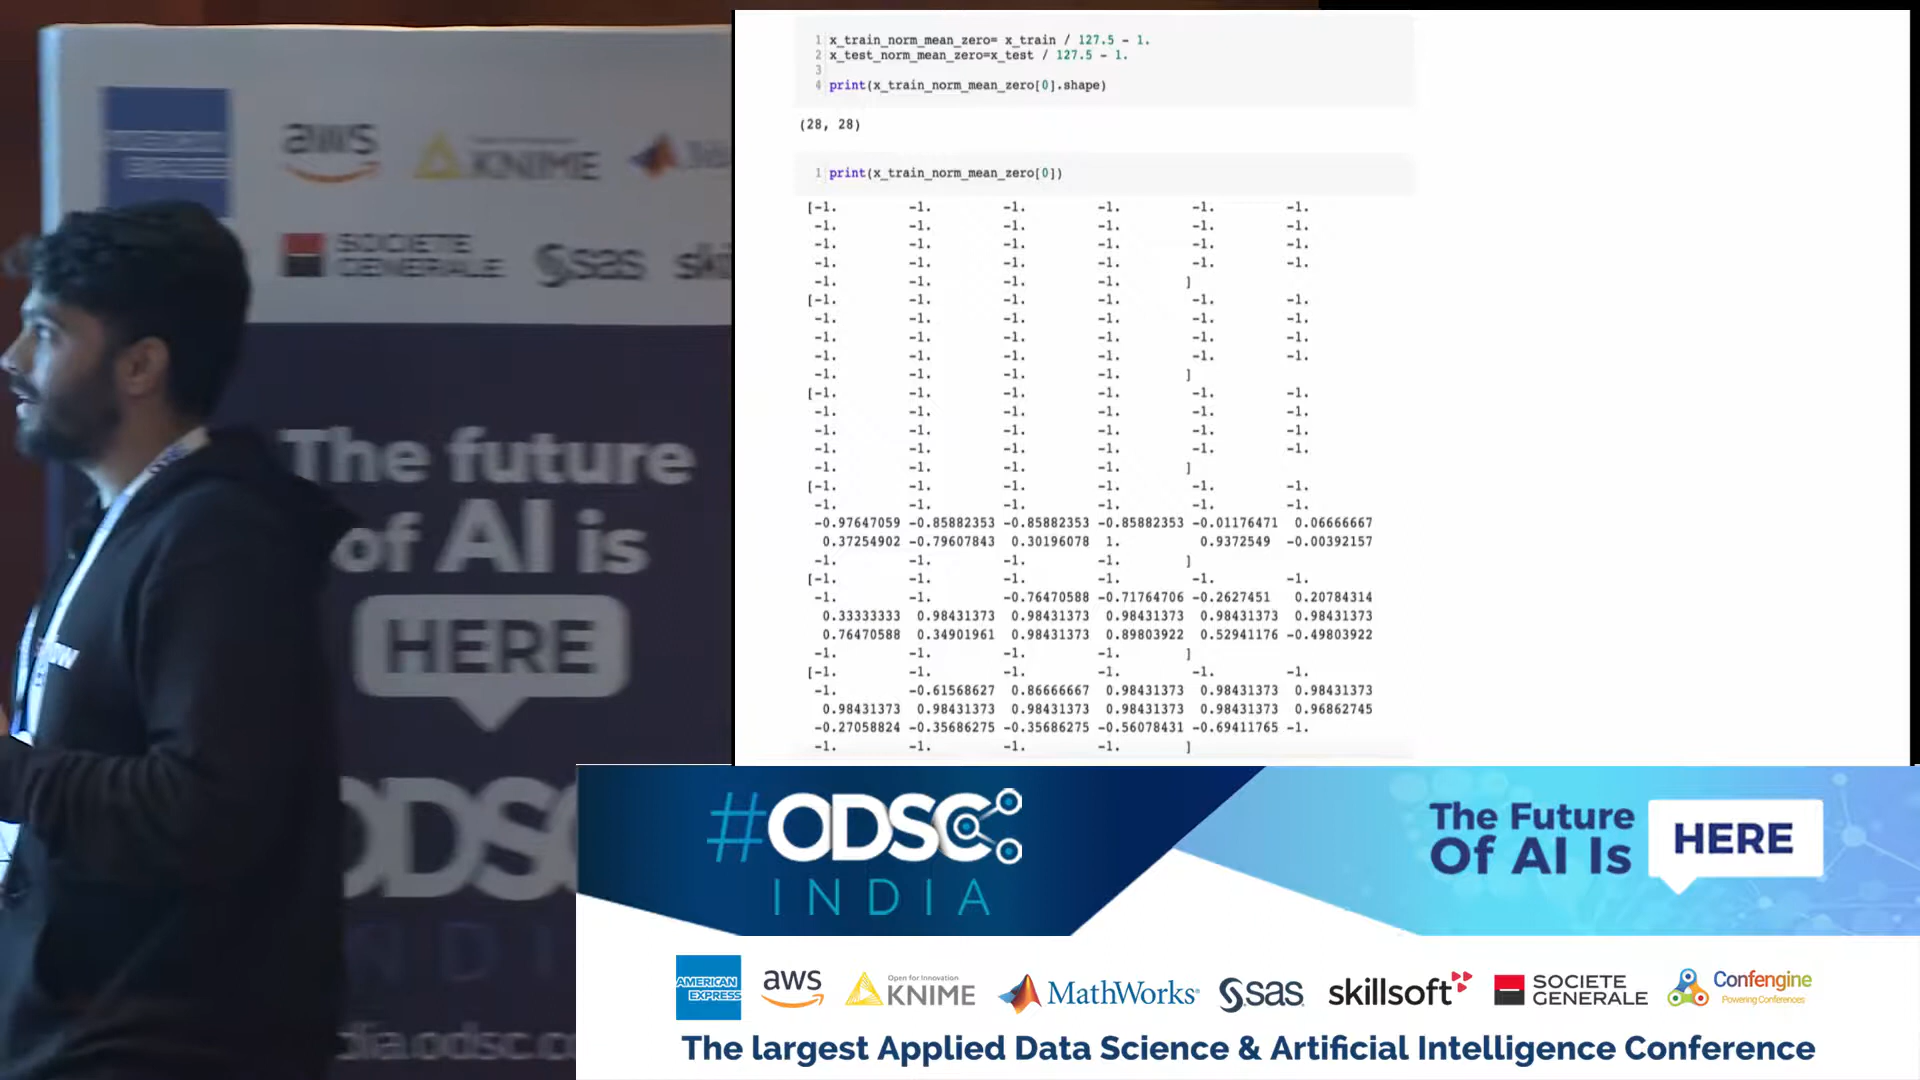 AMERICAN
EXPRESS
aws
KNIME
SOCIETE
GENERALE
Ssas
The future
of AI is
HERE
1 x_train_norm_mean_zero= x_train / 127.5 - 1.
2 x_test_norm_mean_zero=x_test / 127.5 - 1.
3
4 print(x_train_norm_mean_zero[0].shape)
(28, 28)
1 print(x_train_norm_mean_zero[0])
[-1. -1. -1. -1. -1. -1.
-1. -1. -1. -1. -1. -1.
-1. -1. -1. -1. -1. -1.
-1. -1. -1. -1. -1. -1.
-1. -1. -1. -1. ]
[-1. -1. -1. -1. -1. -1.
-1. -1. -1. -1. -1. -1.
-1. -1. -1. -1. -1. -1.
-1. -1. -1. -1. -1. -1.
-1. -1. -1. -1. ]
[-1. -1. -1. -1. -1. -1.
-1. -1. -1. -1. -1. -1.
-1. -1. -1. -1. -1. -1.
-1. -1. -1. -1. -1. -1.
-1. -1. -1. -1. ]
[-1. -1. -1. -1. -1. -1.
-1. -1. -1. -1. -1. -1.
-0.97647059 -0.85882353 -0.85882353 -0.85882353 -0.01176471 0.06666667
0.37254902 -0.79607843 0.30196078 1. 0.9372549 -0.00392157
-1. -1. -1. -1. ]
[-1. -1. -1. -1. -1. -1.
-1. -1. -0.76470588 -0.71764706 -0.2627451 0.20784314
0.33333333 0.98431373 0.98431373 0.98431373 0.98431373 0.98431373
0.76470588 0.34901961 0.98431373 0.89803922 0.52941176 -0.49803922
-1. -1. -1. -1. ]
[-1. -1. -1. -1. -1. -1.
-1. -0.61568627 0.86666667 0.98431373 0.98431373 0.98431373
0.98431373 0.98431373 0.98431373 0.98431373 0.98431373 0.96862745
-0.27058824 -0.35686275 -0.35686275 -0.56078431 -0.69411765 -1.
-1. -1. -1. -1. ]
#ODSC
INDIA
The Future
Of AI Is
HERE
AMERICAN
EXPRESS
aws
Open for Innovation
KNIME
MathWorks
Ssas
skillsoft
SOCIETE
GENERALE
Confengine
Powering Conferences
The largest Applied Data Science & Artificial Intelligence Conference